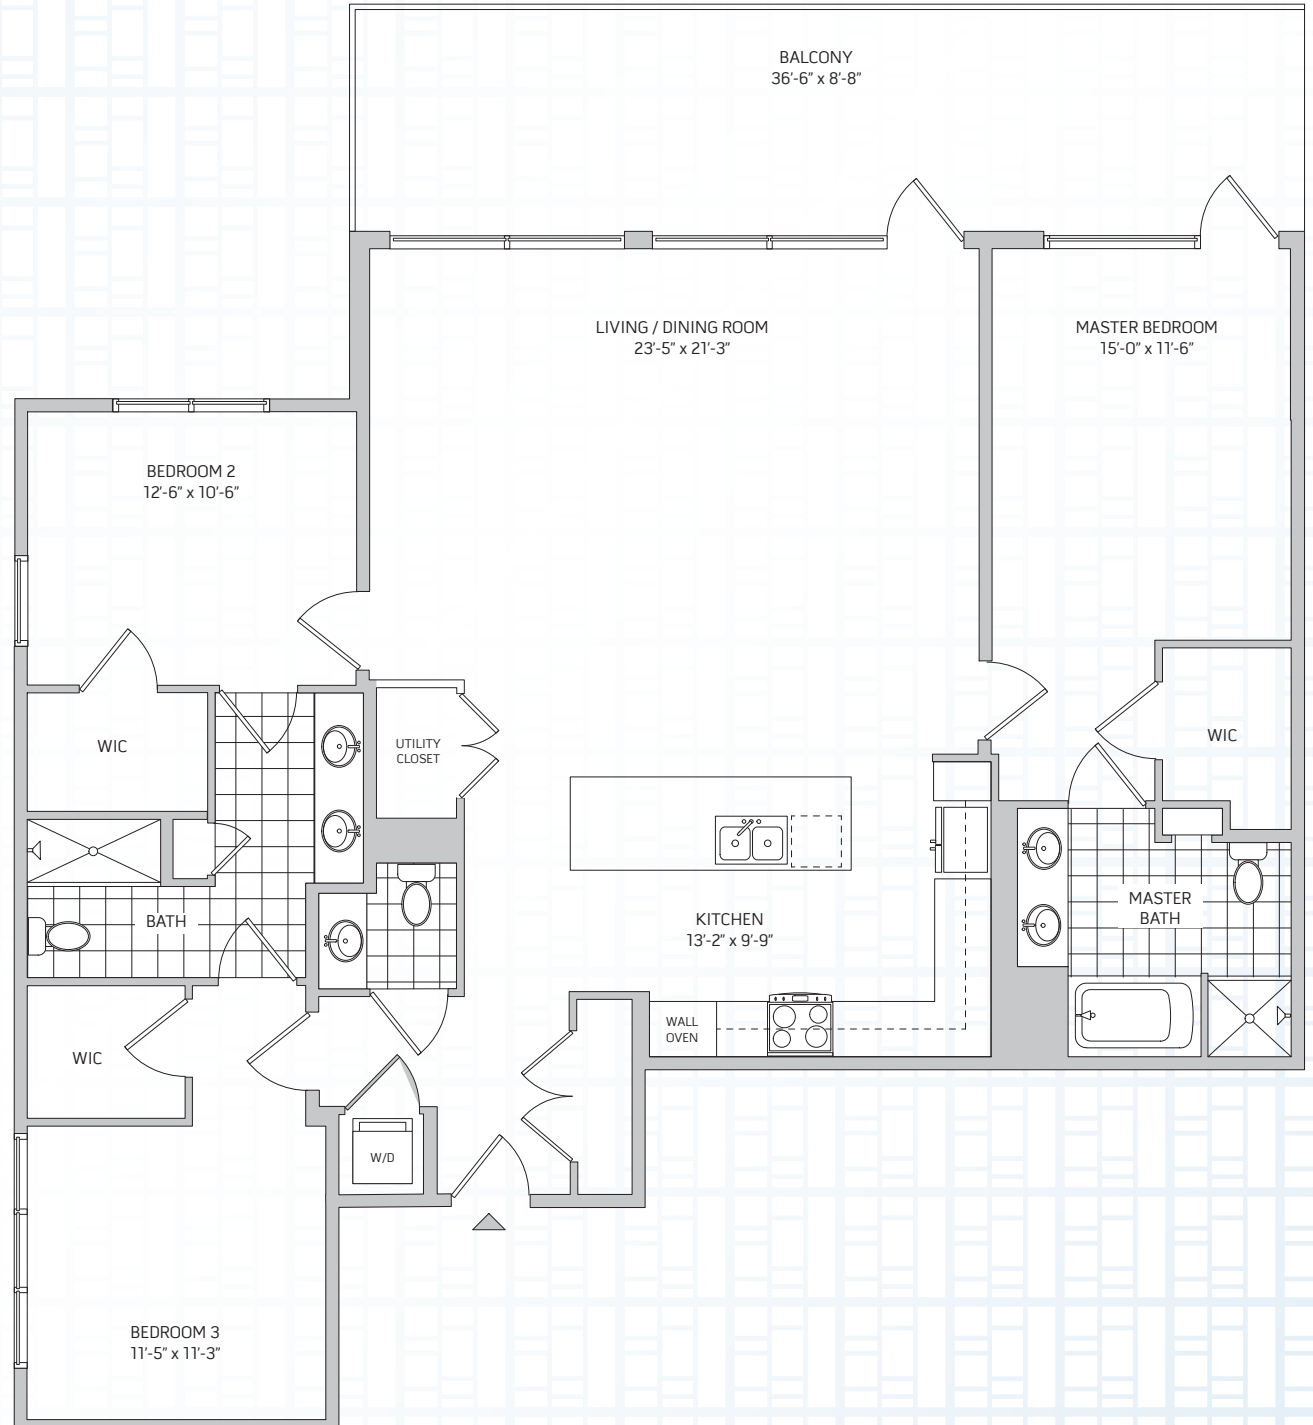 BALCONY
36'-6" x 8'-8"
LIVING / DINING ROOM
23'-5" x 21'-3"
MASTER BEDROOM
15'-0" x 11'-6"
BEDROOM 2
12'-6" x 10'-6"
WIC
UTILITY
CLOSET
WIC
BATH
KITCHEN
13'-2" x 9'-9"
MASTER
BATH
WIC
WALL
OVEN
W/D
BEDROOM 3
11'-5" x 11'-3"